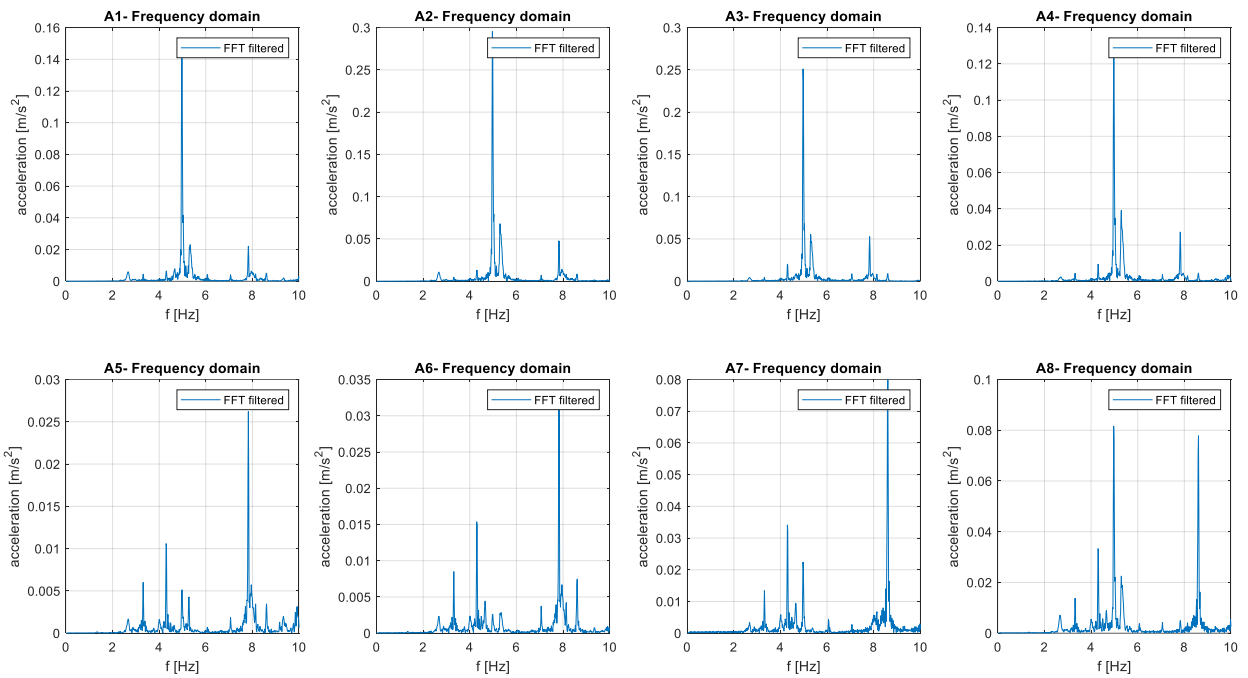 A1- Frequency domain
A2- Frequency domain
A3- Frequency domain
A4- Frequency domain
FFT filtered
FFT filtered
FFT filtered
FFT filtered
acceleration [m/s²]
0.16
0.14
0.12
0.1
0.08
0.06
0.04
0.02
0
0 2 4 6 8 10
f [Hz]
acceleration [m/s²]
0.3
0.25
0.2
0.15
0.1
0.05
0
0 2 4 6 8 10
f [Hz]
acceleration [m/s²]
0.3
0.25
0.2
0.15
0.1
0.05
0
0 2 4 6 8 10
f [Hz]
acceleration [m/s²]
0.14
0.12
0.1
0.08
0.06
0.04
0.02
0
0 2 4 6 8 10
f [Hz]
A5- Frequency domain
A6- Frequency domain
A7- Frequency domain
A8- Frequency domain
FFT filtered
FFT filtered
FFT filtered
FFT filtered
acceleration [m/s²]
0.03
0.025
0.02
0.015
0.01
0.005
0
0 2 4 6 8 10
f [Hz]
acceleration [m/s²]
0.035
0.03
0.025
0.02
0.015
0.01
0.005
0
0 2 4 6 8 10
f [Hz]
acceleration [m/s²]
0.08
0.07
0.06
0.05
0.04
0.03
0.02
0.01
0
0 2 4 6 8 10
f [Hz]
acceleration [m/s²]
0.1
0.08
0.06
0.04
0.02
0
0 2 4 6 8 10
f [Hz]